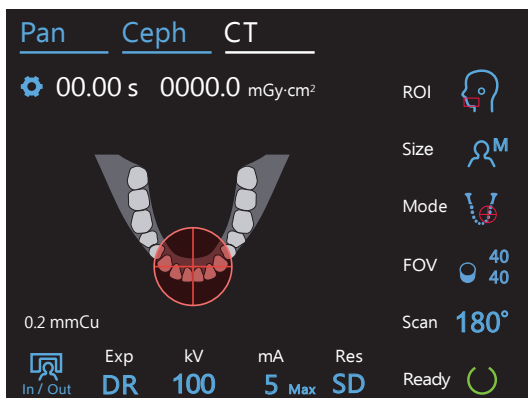 Pan Ceph CT
00.00 s 0000.0 mGy·cm²
ROI
Size M
Mode
FOV 40
40
0.2 mmCu
Scan 180°
Exp kV mA Res
In / Out DR 100 5 Max SD
Ready